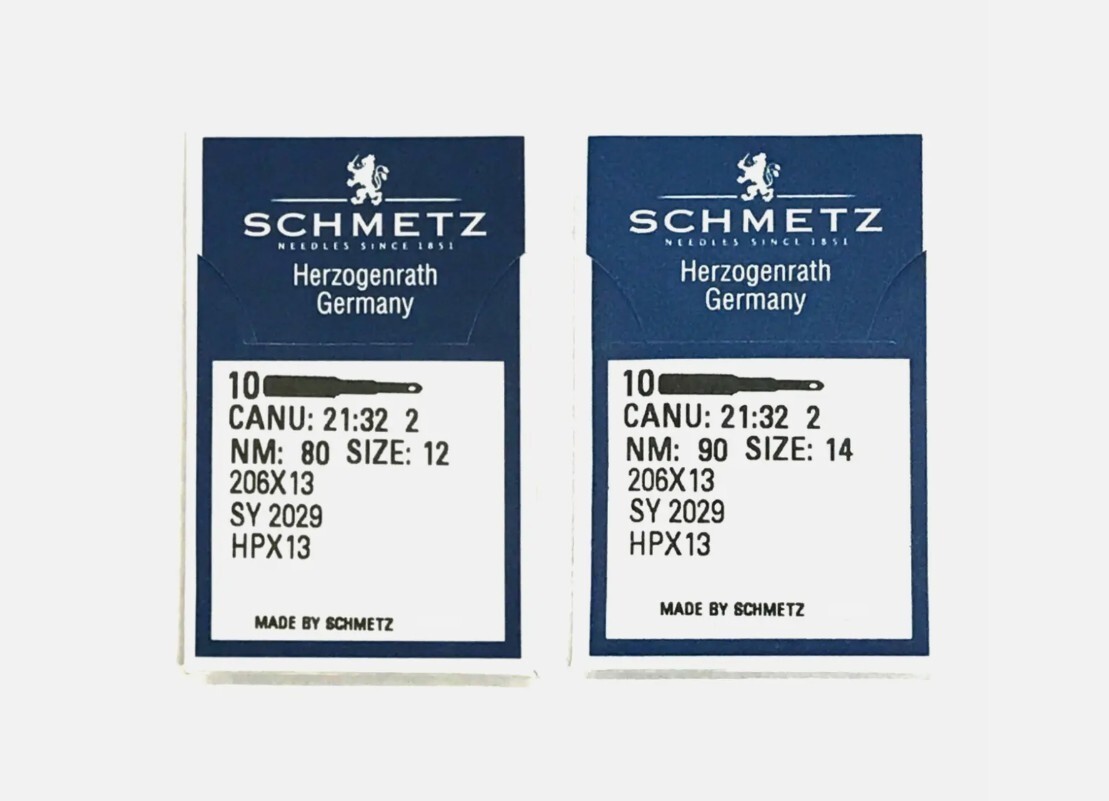 SCHMETZ
NEEDLES SINCE 1851
Herzogenrath
Germany
10
CANU: 21:32 2
NM: 80 SIZE: 12
206X13
SY 2029
HPX13
MADE BY SCHMETZ
SCHMETZ
NEEDLES SINCE 1851
Herzogenrath
Germany
10
CANU: 21:32 2
NM: 90 SIZE: 14
206X13
SY 2029
HPX13
MADE BY SCHMETZ